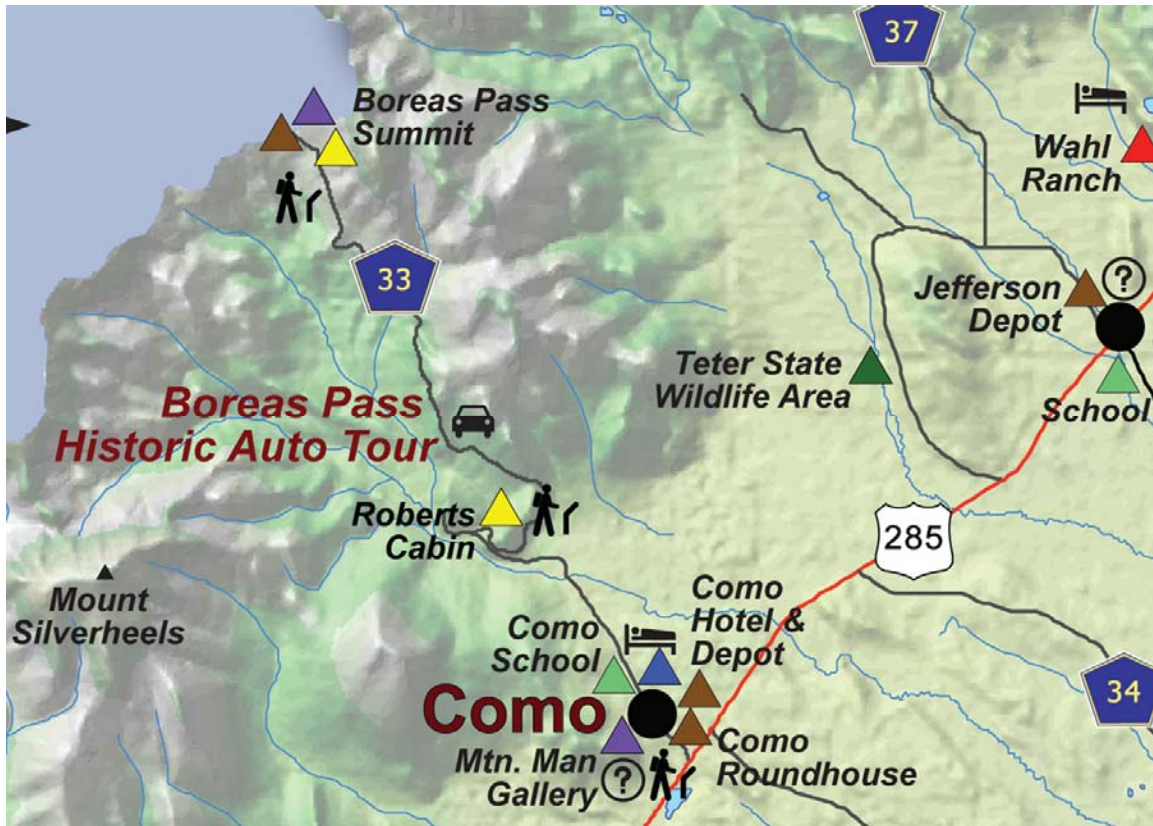 37
Boreas Pass
Summit
Wahl
Ranch
33
Jefferson
Depot
?
Teter State
Wildlife Area
School
Boreas Pass
Historic Auto Tour
Roberts
Cabin
285
Mount
Silverheels
Como
School
Como
Hotel &
Depot
34
Como
Mtn. Man
Gallery
?
Como
Roundhouse